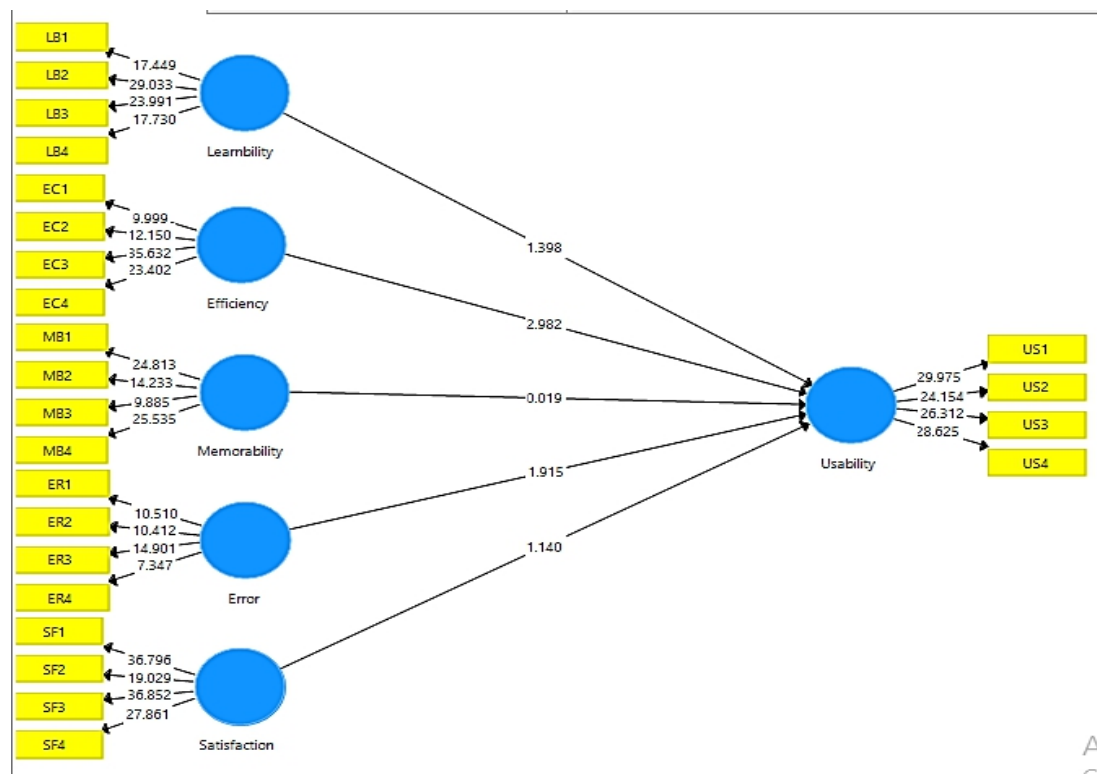 LB1
17.449
LB2
29.033
23.991
LB3
17.730
LB4
Learnbility
EC1
9.999
EC2
12.150
35.632
EC3
23.402
EC4
Efficiency
MB1
24.813
MB2
14.233
9.885
MB3
25.535
MB4
Memorability
ER1
10.510
ER2
10.412
14.901
ER3
7.347
ER4
Error
SF1
36.796
SF2
19.029
36.852
SF3
27.861
SF4
Satisfaction
1.398
2.982
0.019
1.915
1.140
Usability
29.975
24.154
26.312
28.625
US1
US2
US3
US4
A